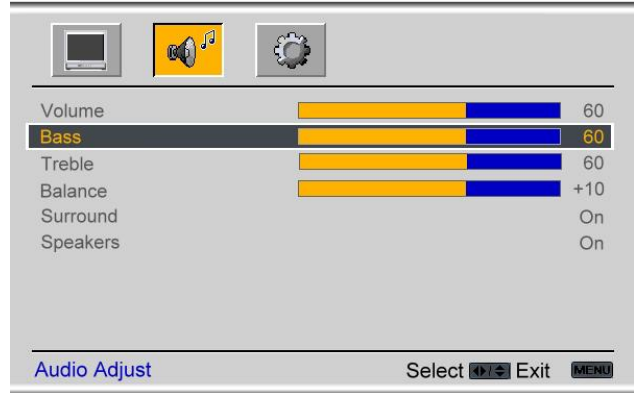 Volume 60
Bass 60
Treble 60
Balance +10
Surround On
Speakers On
Audio Adjust Select Exit MENU